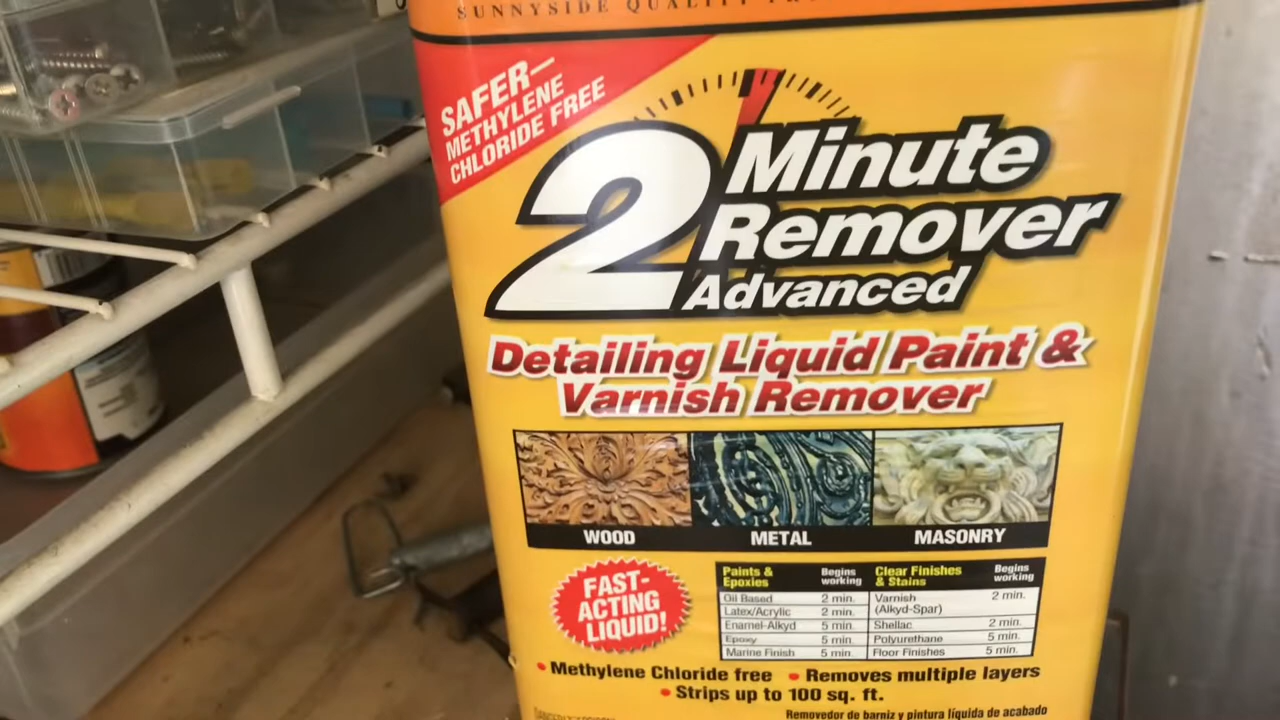 SUNNYSIDE QUALITY
SAFER—
METHYLENE
CHLORIDE FREE
2 Minute
Remover
Advanced
Detailing Liquid Paint &
Varnish Remover
WOOD METAL MASONRY
FAST-
ACTING
LIQUID!
Paints & Epoxies Begins working Clear Finishes & Stains Begins working
Oil Based 2 min. Varnish (Alkyd-Spar) 2 min.
Latex/Acrylic 2 min.
Enamel-Alkyd 5 min. Shellac 2 min.
Epoxy 5 min. Polyurethane 5 min.
Marine Finish 5 min. Floor Finishes 5 min.
• Methylene Chloride free • Removes multiple layers
• Strips up to 100 sq. ft.
Removedor de barniz y pintura líquida de acabado